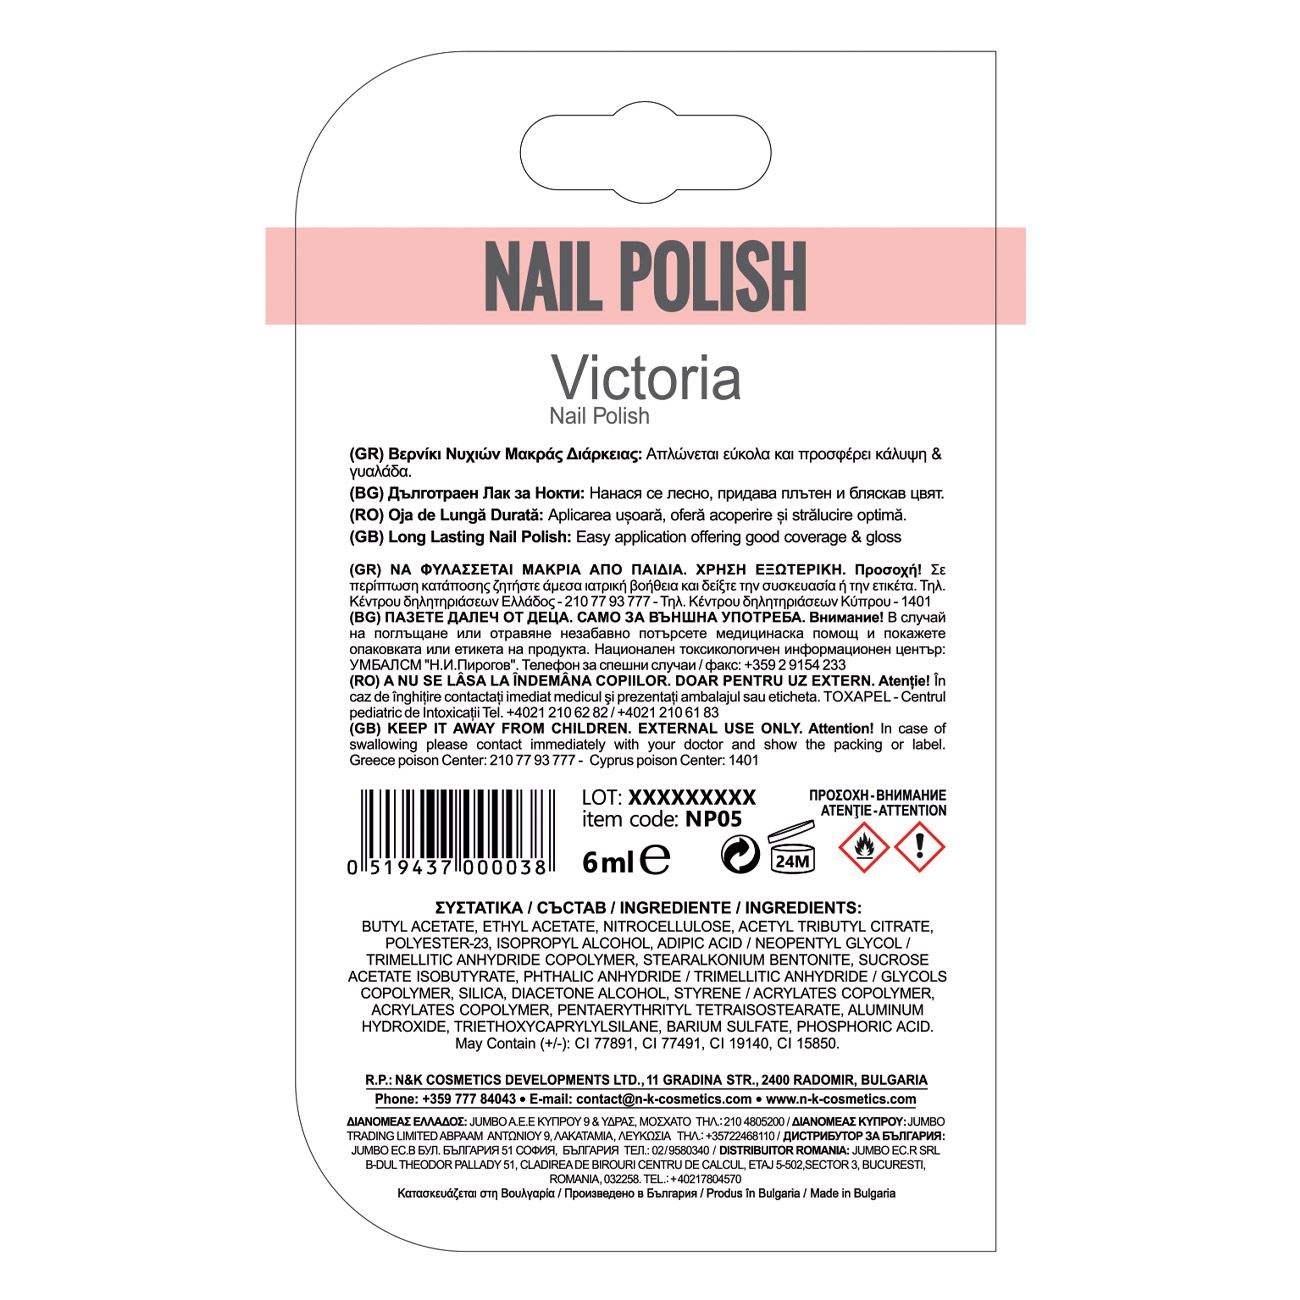 NAIL POLISH
Victoria
Nail Polish
(GR) Βερνίκι Νυχιών Μακράς Διάρκειας: Απλώνεται εύκολα και προσφέρει κάλυψη &
γυαλάδα.
(BG) Дълготраен Лак за Нокти: Нанася се лесно, придава плътен и бляскав цвят.
(RO) Oja de Lungă Durată: Aplicarea ușoară, oferă acoperire și strălucire optimă.
(GB) Long Lasting Nail Polish: Easy application offering good coverage & gloss
(GR) ΝΑ ΦΥΛΑΣΣΕΤΑΙ ΜΑΚΡΙΑ ΑΠΟ ΠΑΙΔΙΑ. ΧΡΗΣΗ ΕΞΩΤΕΡΙΚΗ. Προσοχή! Σε
περίπτωση κατάποσης ζητήστε άμεσα ιατρική βοήθεια και δείξτε την συσκευασία ή την ετικέτα. Τηλ.
Κέντρου δηλητηριάσεων Ελλάδος - 210 77 93 777 - Τηλ. Κέντρου δηλητηριάσεων Κύπρου - 1401
(BG) ПАЗЕТЕ ДАЛЕЧ ОТ ДЕЦА. САМО ЗА ВЪНШНА УПОТРЕБА. Внимание! В случай
на поглъщане или отравяне незабавно потърсете медицинаска помощ и покажете
опаковката или етикета на продукта. Национален токсикологичен информационен център:
УМБАЛСМ "Н.И.Пирогов". Телефон за спешни случаи / факс: +359 2 9154 233
(RO) A NU SE LĂSA LA ÎNDEMÂNA COPIILOR. DOAR PENTRU UZ EXTERN. Atenţie! În
caz de înghițire contactați imediat medicul şi prezentați ambalajul sau eticheta. TOXAPEL - Centrul
pediatric de Intoxicații Tel. +4021 210 62 82 / +4021 210 61 83
(GB) KEEP IT AWAY FROM CHILDREN. EXTERNAL USE ONLY. Attention! In case of
swallowing please contact immediately with your doctor and show the packing or label.
Greece poison Center: 210 77 93 777 - Cyprus poison Center: 1401
LOT: XXXXXXXXX
item code: NP05
6 ml e
24M
ΠΡΟΣΟΧΗ - ВНИМАНИЕ
ATENŢIE - ATTENTION
0 519437 000038
ΣΥΣΤΑΤΙΚΑ / СЪСТАВ / INGREDIENTE / INGREDIENTS:
BUTYL ACETATE, ETHYL ACETATE, NITROCELLULOSE, ACETYL TRIBUTYL CITRATE,
POLYESTER-23, ISOPROPYL ALCOHOL, ADIPIC ACID / NEOPENTYL GLYCOL /
TRIMELLITIC ANHYDRIDE COPOLYMER, STEARALKONIUM BENTONITE, SUCROSE
ACETATE ISOBUTYRATE, PHTHALIC ANHYDRIDE / TRIMELLITIC ANHYDRIDE / GLYCOLS
COPOLYMER, SILICA, DIACETONE ALCOHOL, STYRENE / ACRYLATES COPOLYMER,
ACRYLATES COPOLYMER, PENTAERYTHRITYL TETRAISOSTEARATE, ALUMINUM
HYDROXIDE, TRIETHOXYCAPRYLYLSILANE, BARIUM SULFATE, PHOSPHORIC ACID.
May Contain (+/-): CI 77891, CI 77491, CI 19140, CI 15850.
R.P.: N&K COSMETICS DEVELOPMENTS LTD., 11 GRADINA STR., 2400 RADOMIR, BULGARIA
Phone: +359 777 84043 • E-mail: contact@n-k-cosmetics.com • www.n-k-cosmetics.com
ΔΙΑΝΟΜΕΑΣ ΕΛΛΑΔΟΣ: JUMBO A.E.E ΚΥΠΡΟΥ 9 & ΥΔΡΑΣ, ΜΟΣΧΑΤΟ ΤΗΛ.: 210 4805200 / ΔΙΑΝΟΜΕΑΣ ΚΥΠΡΟΥ: JUMBO
TRADING LIMITED ΑΒΡΑΑΜ ΑΝΤΩΝΙΟΥ 9, ΛΑΚΑΤΑΜΙΑ, ΛΕΥΚΩΣΙΑ ΤΗΛ.: +35722468110 / ДИСТРИБУТОР ЗА БЪЛГАРИЯ:
JUMBO EC.B БУЛ. БЪЛГАРИЯ 51 СОФИЯ, БЪЛГАРИЯ ТЕЛ.: 02/9580340 / DISTRIBUITOR ROMANIA: JUMBO EC.R SRL
B-DUL THEODOR PALLADY 51, CLADIREA DE BIROURI CENTRU DE CALCUL, ETAJ 5-502,SECTOR 3, BUCURESTI,
ROMANIA, 032258. TEL.: +40217804570
Κατασκευάζεται στη Βουλγαρία / Произведено в България / Produs în Bulgaria / Made in Bulgaria